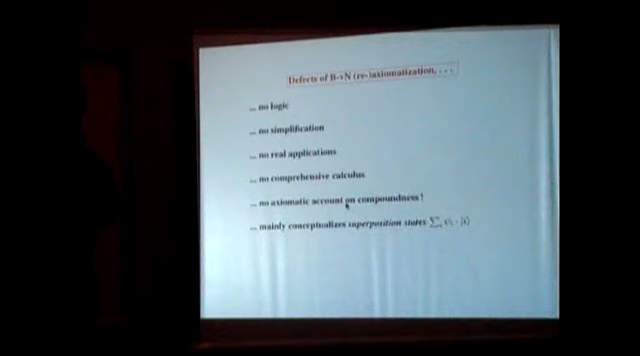 Defects of B-vN (re-)axiomatization, . . .
... no logic
... no simplification
... no real applications
... no comprehensive calculus
... no axiomatic account on compoundness!
... mainly conceptualizes superposition states